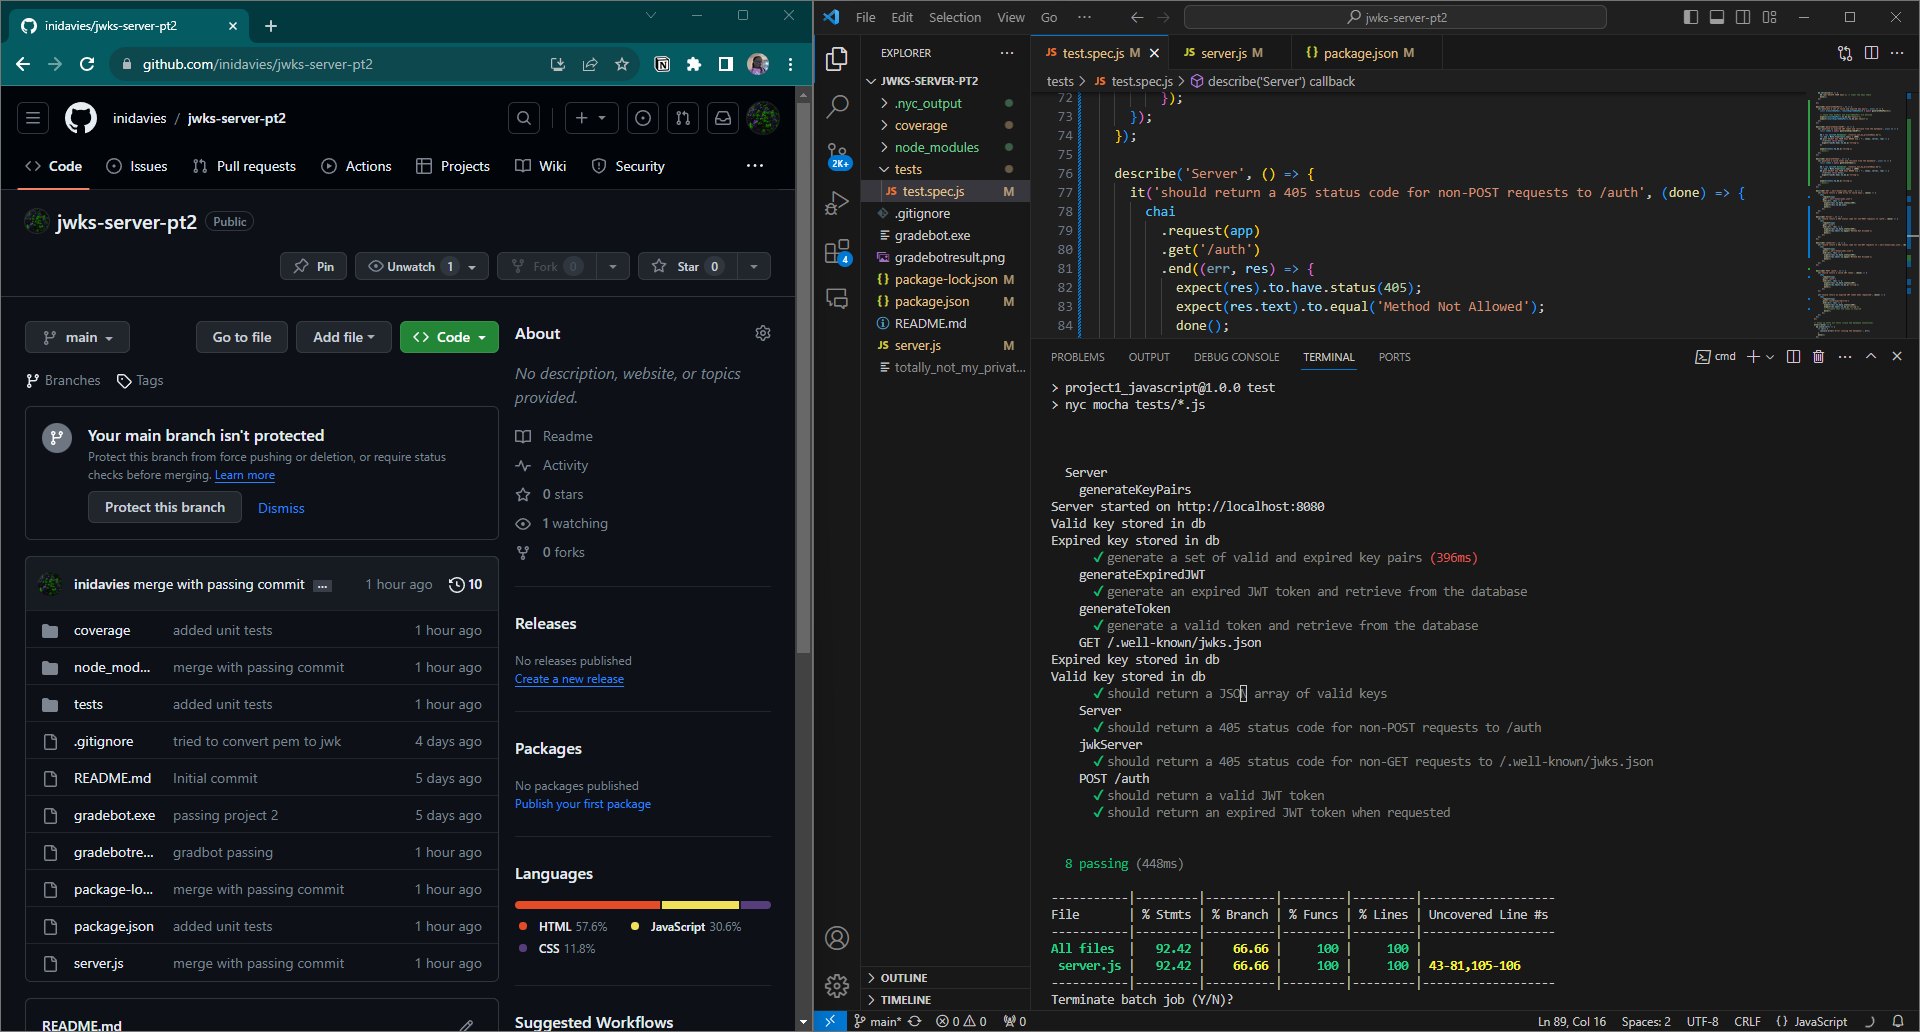 inidavies/jwks-server-pt2
github.com/inidavies/jwks-server-pt2
inidavies / jwks-server-pt2
Code Issues Pull requests Actions Projects Wiki Security
jwks-server-pt2 Public
Pin Unwatch 1 Fork 0 Star 0
main Go to file Add file Code
Branches Tags
Your main branch isn't protected
Protect this branch from force pushing or deletion, or require status
checks before merging. Learn more
Protect this branch Dismiss
inidavies merge with passing commit ... 1 hour ago 10
coverage added unit tests 1 hour ago
node_mod... merge with passing commit 1 hour ago
tests added unit tests 1 hour ago
.gitignore tried to convert pem to jwk 4 days ago
README.md Initial commit 5 days ago
gradebot.exe passing project 2 5 days ago
gradebotre... gradbot passing 1 hour ago
package-lo... merge with passing commit 1 hour ago
package.json added unit tests 1 hour ago
server.js merge with passing commit 1 hour ago
README.md
About
No description, website, or topics
provided.
Readme
Activity
0 stars
1 watching
0 forks
Releases
No releases published
Create a new release
Packages
No packages published
Publish your first package
Languages
HTML 57.6% JavaScript 30.6%
CSS 11.8%
Suggested Workflows
File Edit Selection View Go ... jwks-server-pt2
EXPLORER ...
JWKS-SERVER-PT2
.nyc_output
coverage
node_modules
tests
JS test.spec.js M
.gitignore
gradebot.exe
gradebotresult.png
{} package-lock.json M
{} package.json M
README.md
JS server.js M
totally_not_my_privat...
OUTLINE
TIMELINE
2K+
4
JS test.spec.js M JS server.js M {} package.json M
tests > JS test.spec.js > describe('Server') callback
72 });
73 });
74 });
75
76 describe('Server', () => {
77 it('should return a 405 status code for non-POST requests to /auth', (done) => {
78 chai
79 .request(app)
80 .get('/auth')
81 .end((err, res) => {
82 expect(res).to.have.status(405);
83 expect(res.text).to.equal('Method Not Allowed');
84 done();
PROBLEMS OUTPUT DEBUG CONSOLE TERMINAL PORTS cmd
> project1_javascript@1.0.0 test
> nyc mocha tests/*.js
Server
generateKeyPairs
Server started on http://localhost:8080
Valid key stored in db
Expired key stored in db
✓ generate a set of valid and expired key pairs (396ms)
generateExpiredJWT
✓ generate an expired JWT token and retrieve from the database
generateToken
✓ generate a valid token and retrieve from the database
GET /.well-known/jwks.json
Expired key stored in db
Valid key stored in db
✓ should return a JSON array of valid keys
Server
✓ should return a 405 status code for non-POST requests to /auth
jwkServer
✓ should return a 405 status code for non-GET requests to /.well-known/jwks.json
POST /auth
✓ should return a valid JWT token
✓ should return an expired JWT token when requested
8 passing (448ms)
-----------|---------|----------|---------|---------|-------------------
File | % Stmts | % Branch | % Funcs | % Lines | Uncovered Line #s
-----------|---------|----------|---------|---------|-------------------
All files | 92.42 | 66.66 | 100 | 100 |
server.js | 92.42 | 66.66 | 100 | 100 | 43-81,105-106
-----------|---------|----------|---------|---------|-------------------
Terminate batch job (Y/N)?
main* 0 0 0 Ln 89, Col 16 Spaces: 2 UTF-8 CRLF {} JavaScript